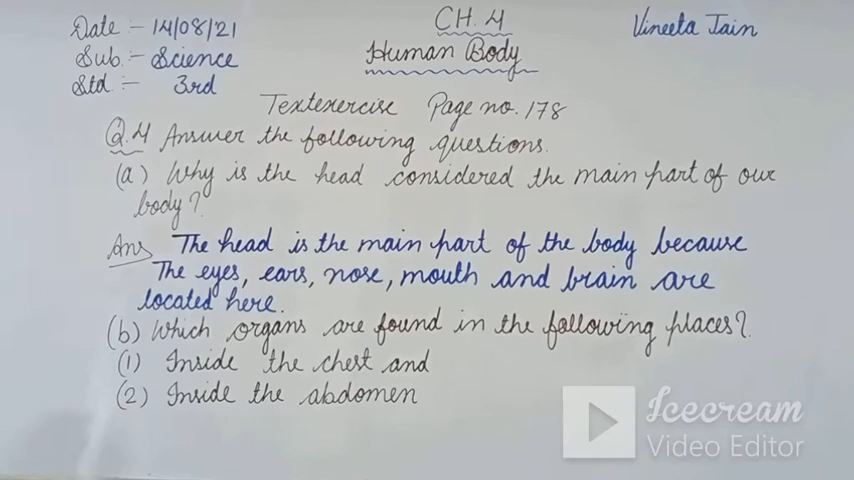 Date :- 14/08/21
CH. 4
Vineeta Jain
Sub :- Science
Human Body
Std :- 3rd
Textexercise Page no. 178
Q.4 Answer the following questions.
(a) Why is the head considered the main part of our
body?
Ans The head is the main part of the body because
The eyes, ears, nose, mouth and brain are
located here.
(b) Which organs are found in the following places?
(1) Inside the chest and
(2) Inside the abdomen
Icecream
Video Editor